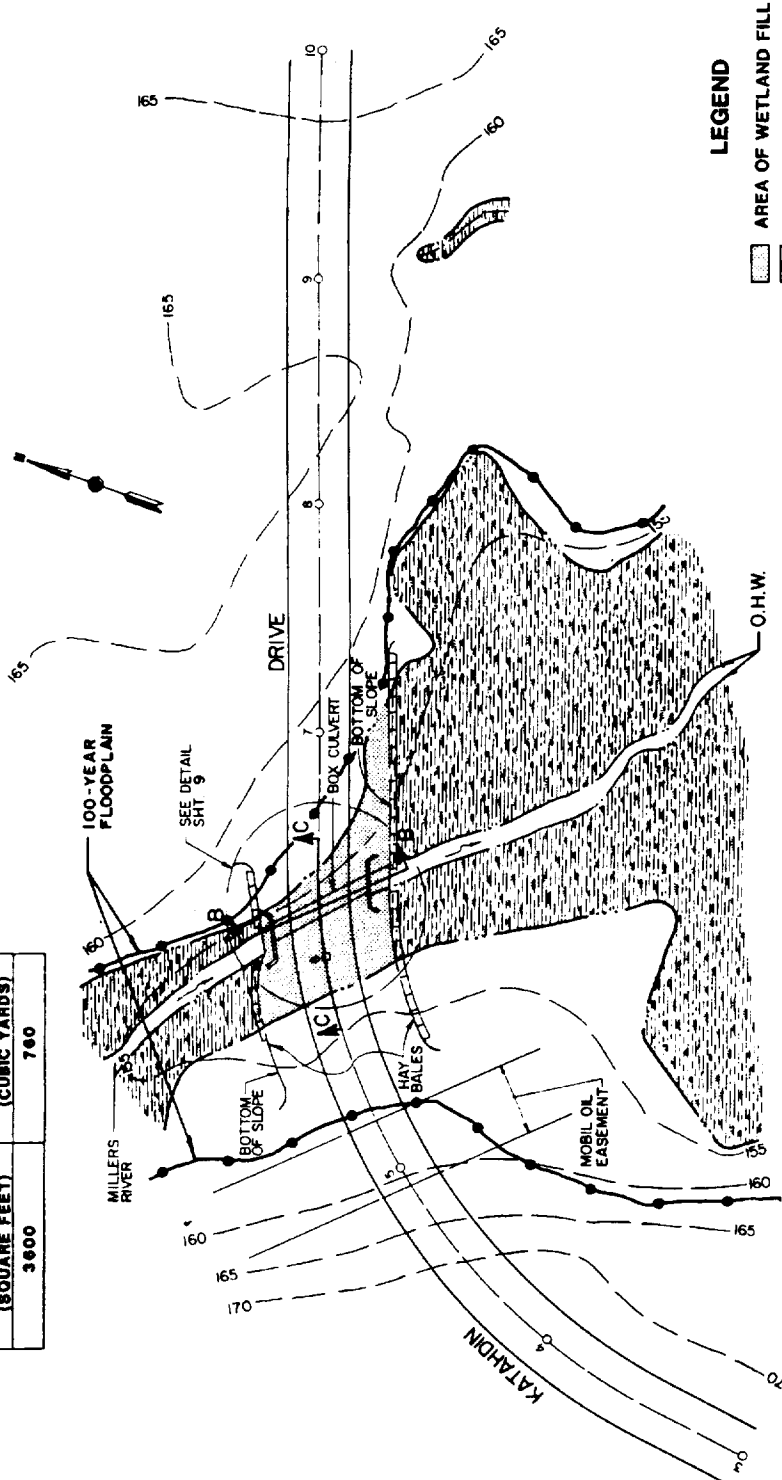 (SQUARE FEET) (CUBIC YARDS)
3600 760
100-YEAR
FLOODPLAIN
SEE DETAIL
SHT. 9
MILLERS
RIVER
BOTTOM
OF SLOPE
HAY
BALES
MOBIL OIL
EASEMENT
BOX CULVERT
BOTTOM OF
SLOPE
KATAHDIN
DRIVE
O.H.W.
B
B
C
C
N
3
4
5
7
8
9
10
155
155
160
160
160
160
165
165
165
165
165
165
170
170
LEGEND
AREA OF WETLAND FILL